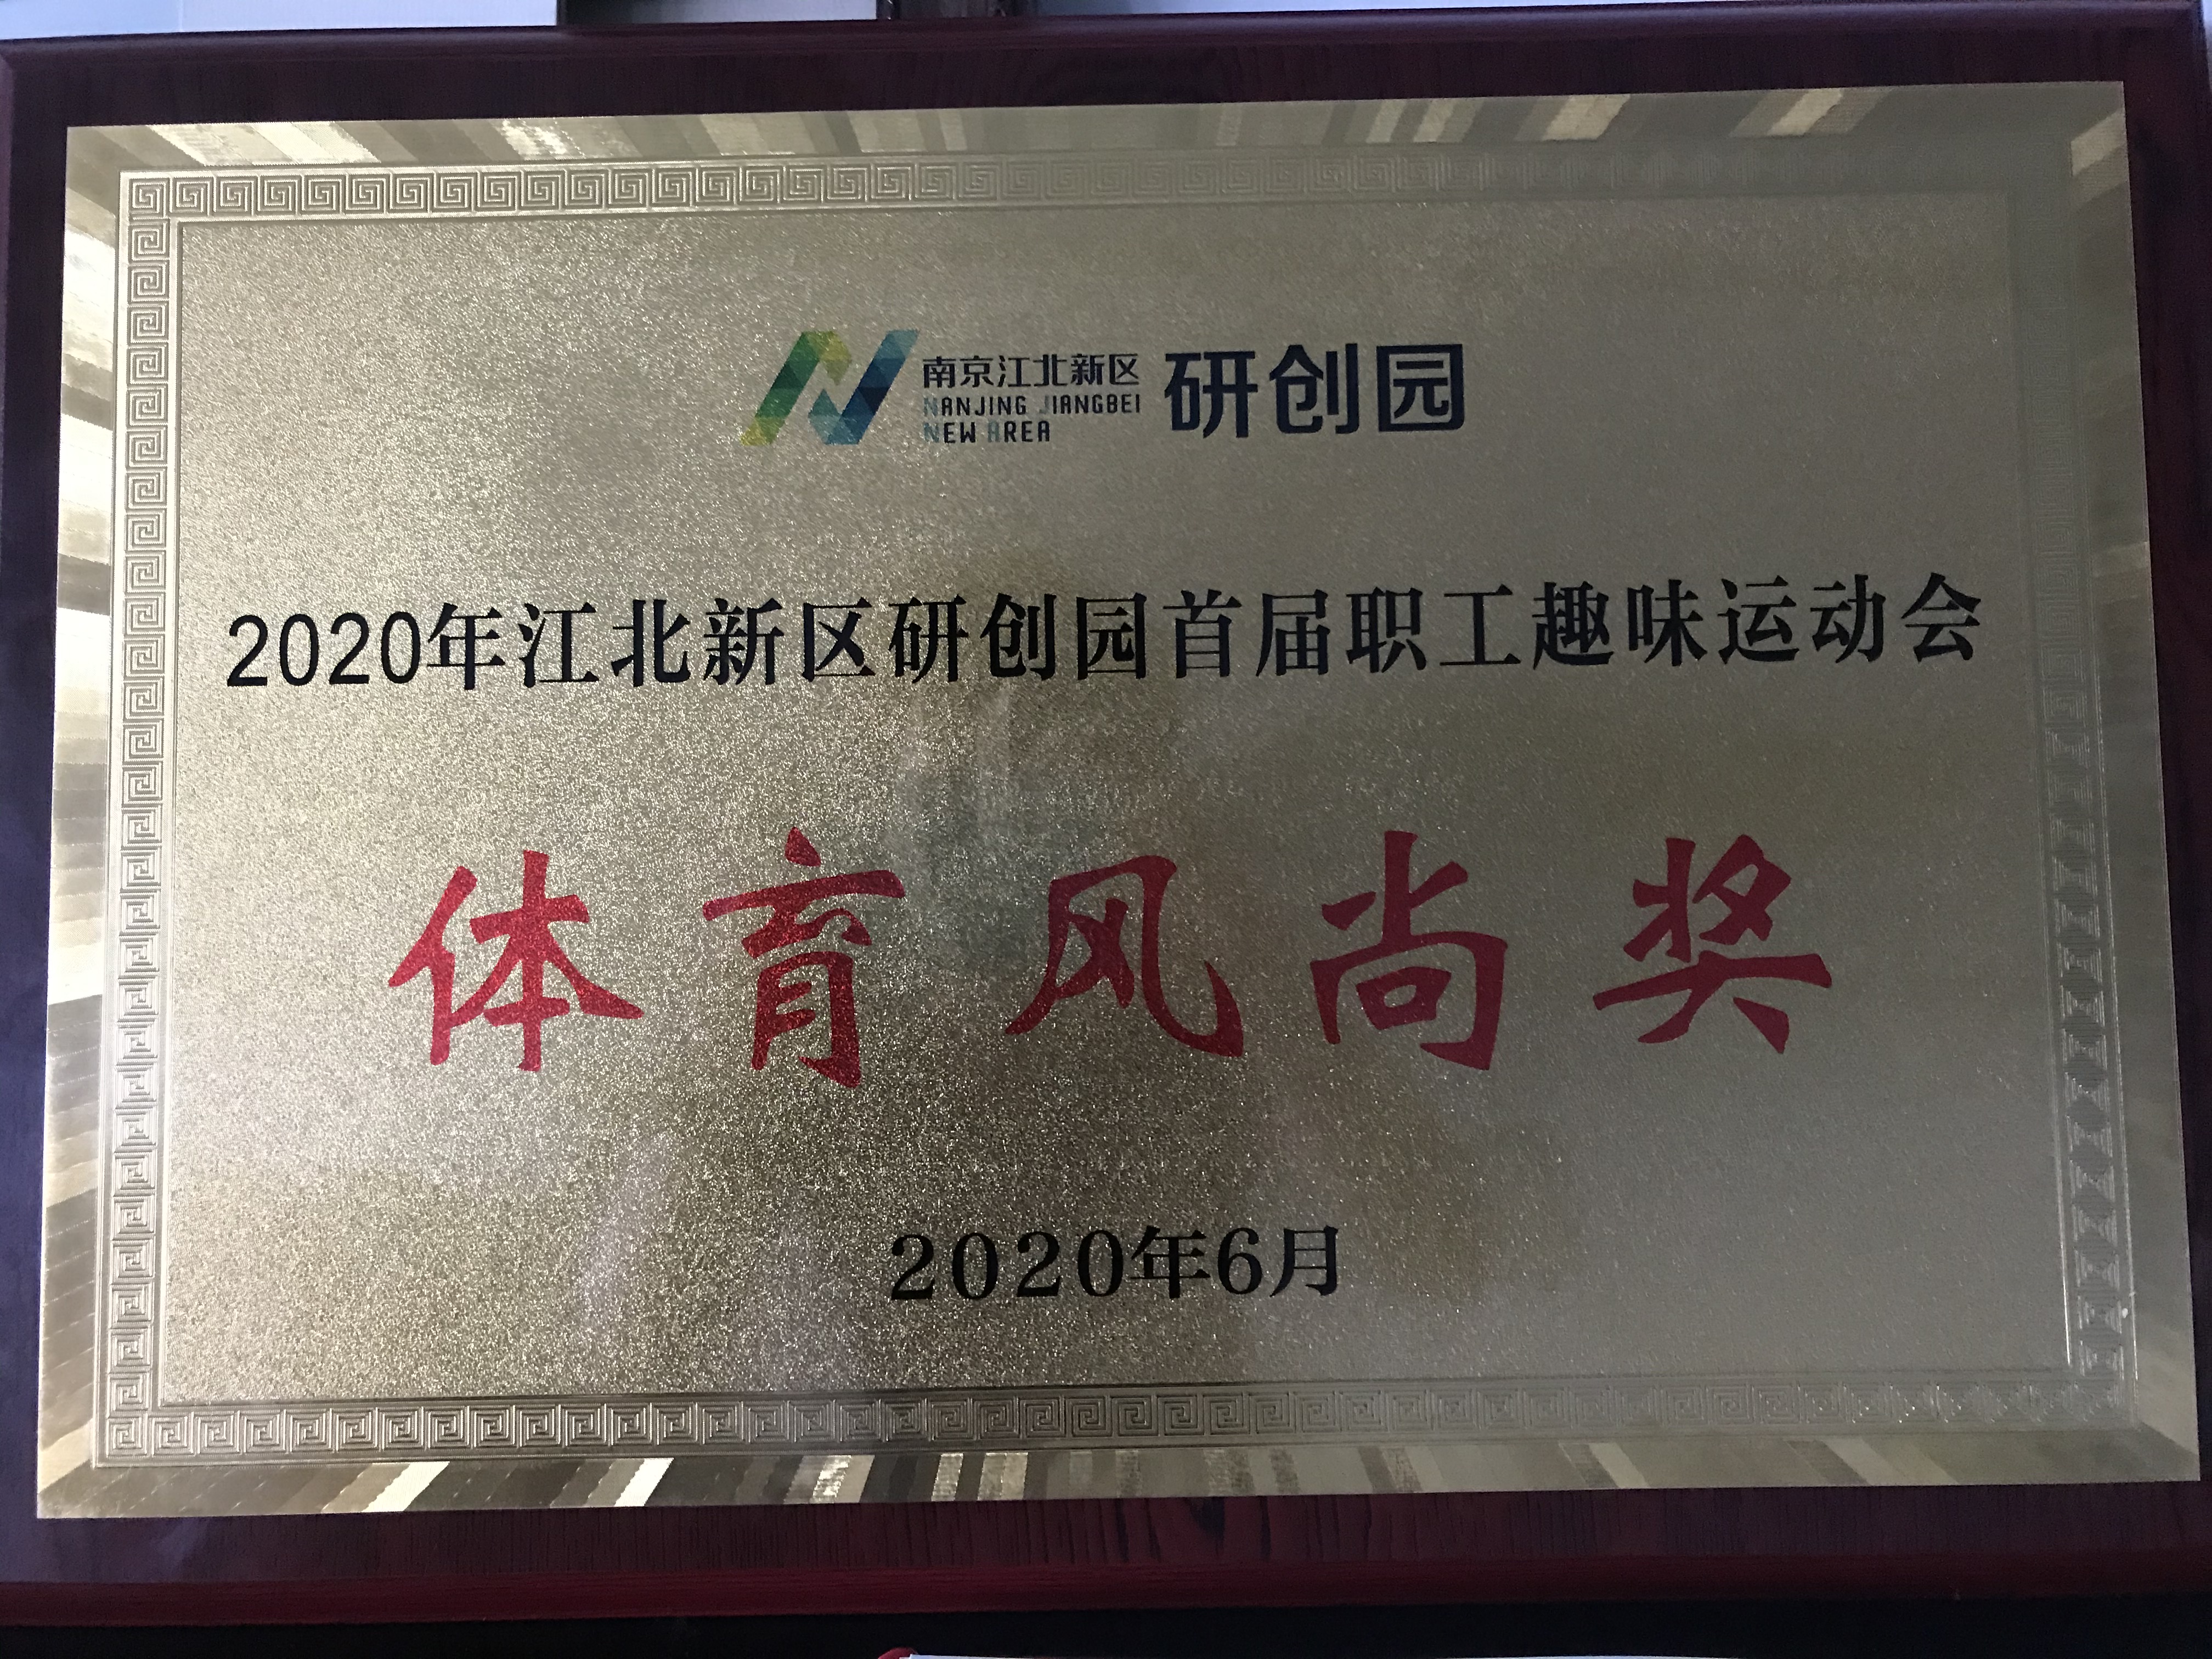 南京江北新区 研创园
NANJING JIANGBEI
NEW AREA
2020年江北新区研创园首届职工趣味运动会
体育风尚奖
2020年6月